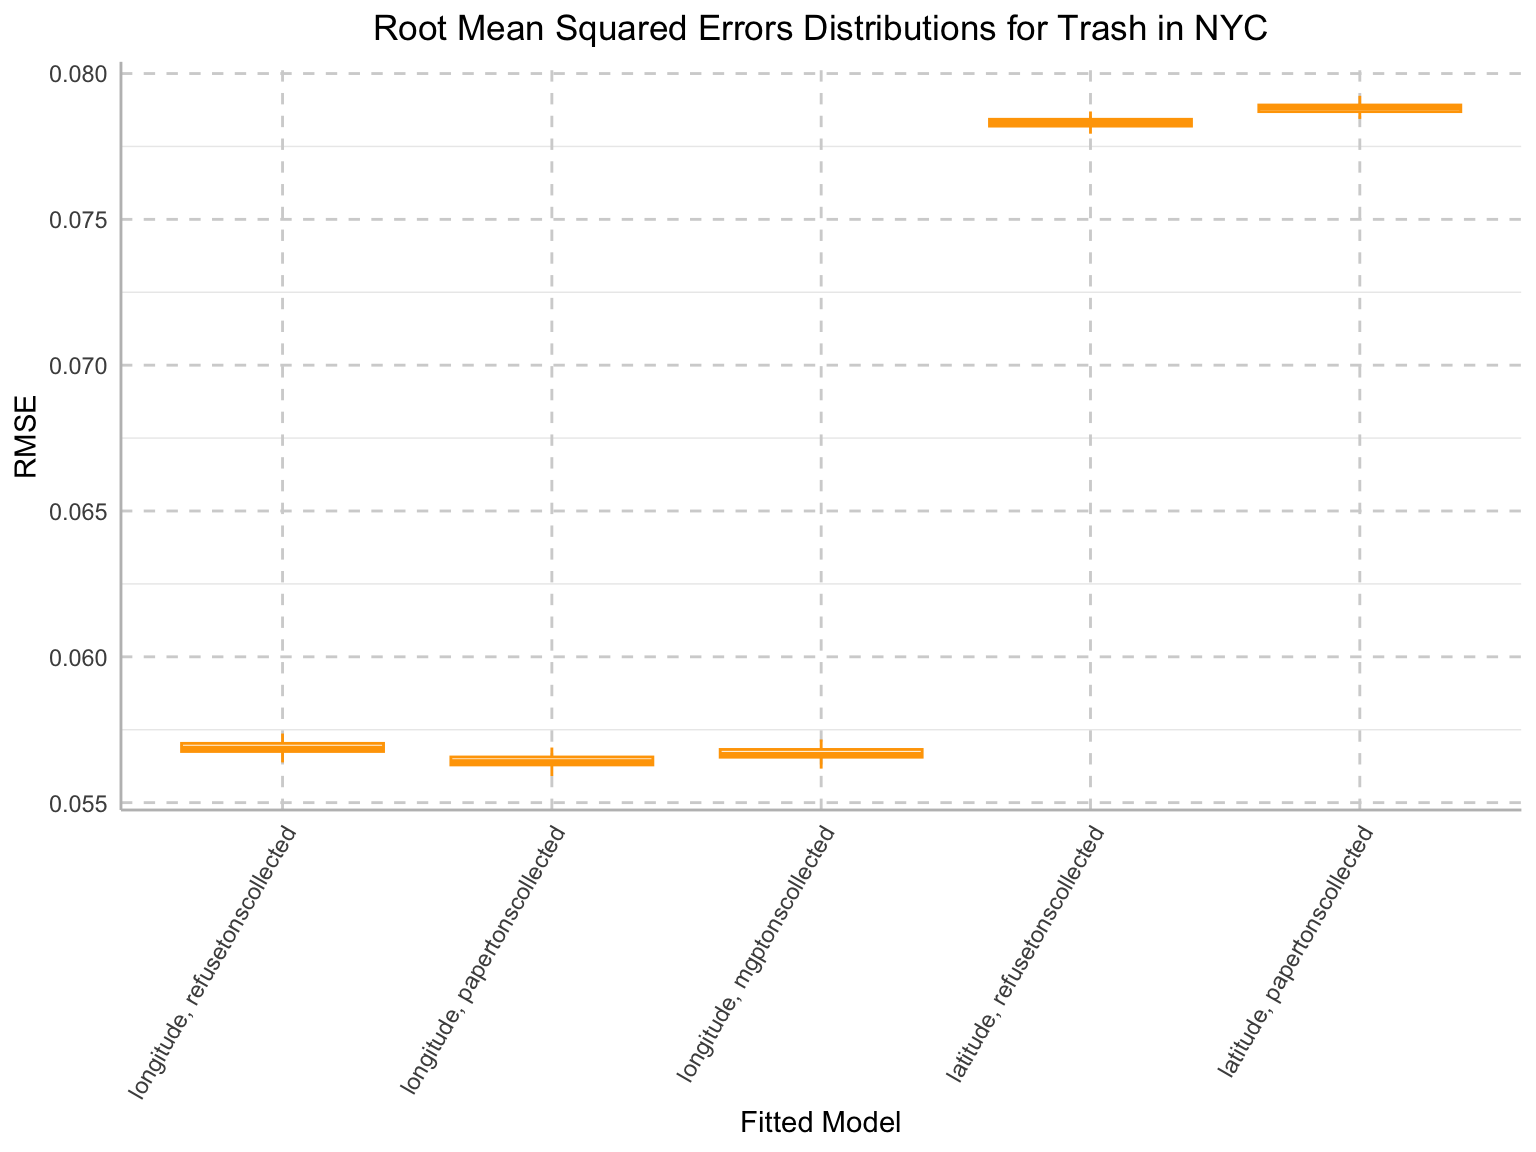 Root Mean Squared Errors Distributions for Trash in NYC
0.080
0.075
0.070
0.065
0.060
0.055
RMSE
longitude, refusetonscollected
longitude, papertonscollected
longitude, mgptonscollected
latitude, refusetonscollected
latitude, papertonscollected
Fitted Model